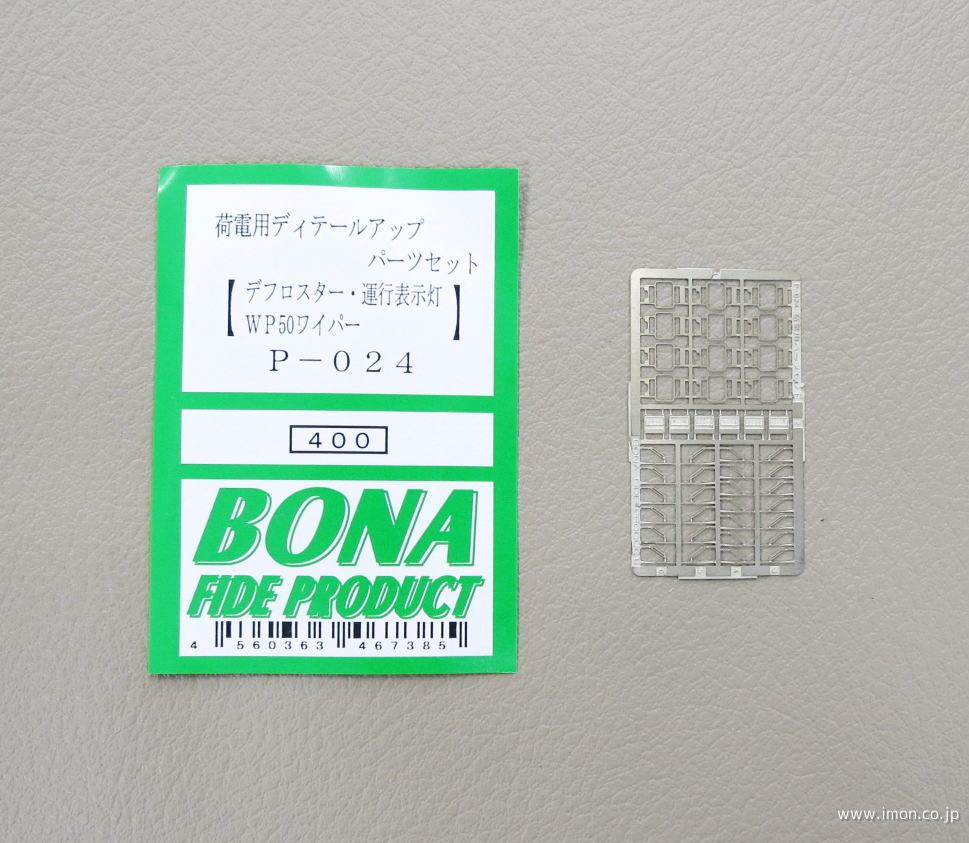 荷電用ディテールアップ
パーツセット
【デフロスター・運行表示灯
WP50ワイパー】
P－024
400
BONA
FIDE PRODUCT
4 560363 467385
www.imon.co.jp